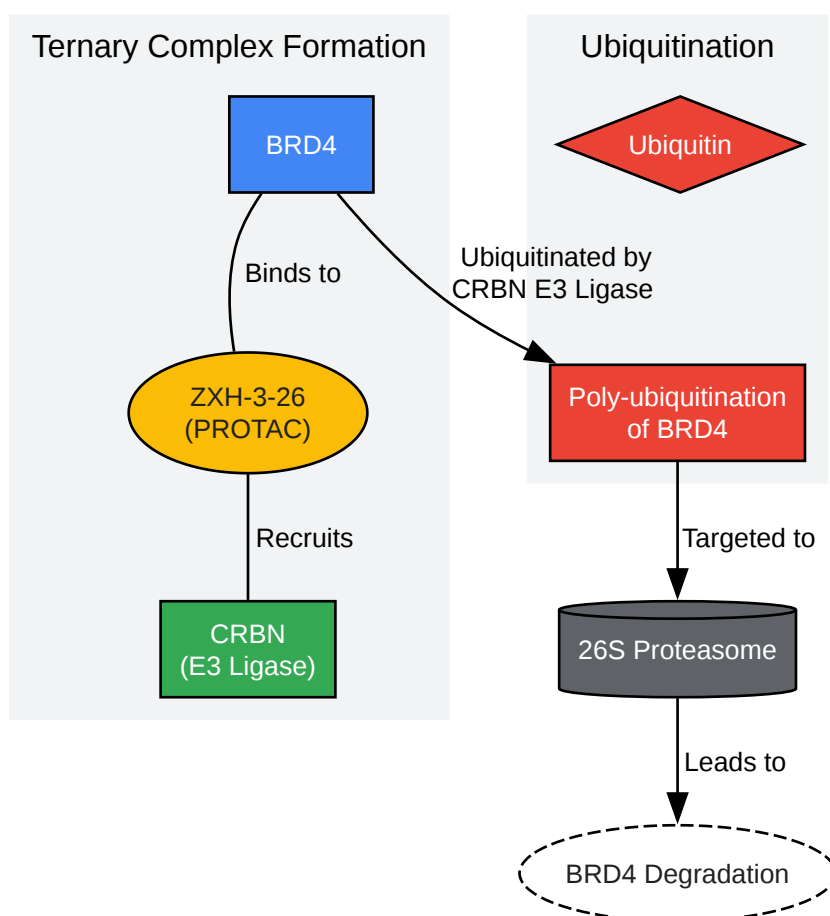 Ternary Complex Formation
Ubiquitination
BRD4
Ubiquitin
Binds to
Ubiquitinated by
CRBN E3 Ligase
ZXH-3-26
(PROTAC)
Poly-ubiquitination
of BRD4
Recruits
Targeted to
CRBN
(E3 Ligase)
26S Proteasome
Leads to
BRD4 Degradation